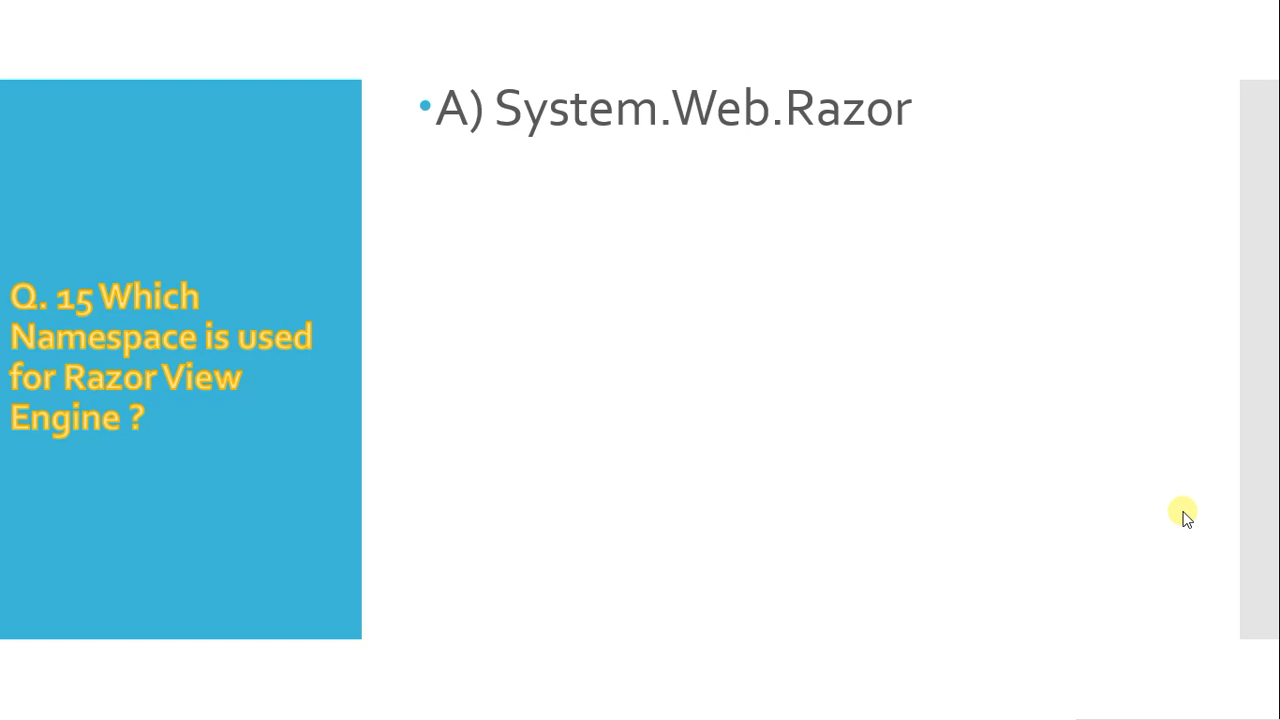 Q. 15 Which
Namespace is used
for Razor View
Engine ?
•A) System.Web.Razor